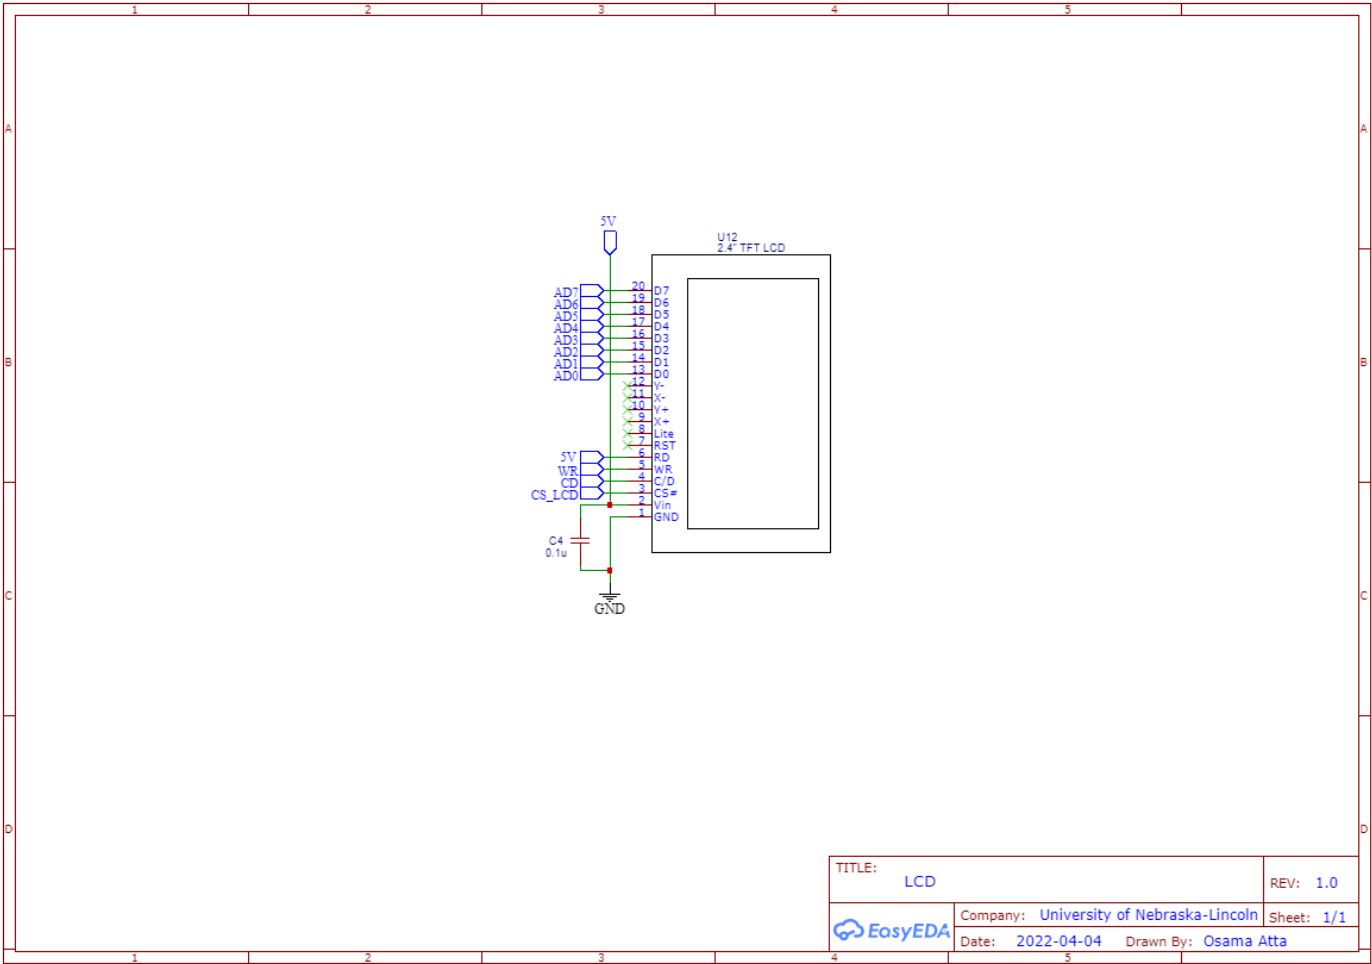 1 2 3 4 5
A A
5V
U12
2.4" TFT LCD
AD7 20 D7
AD6 19 D6
AD5 18 D5
AD4 17 D4
AD3 16 D3
AD2 15 D2
AD1 14 D1
AD0 13 D0
12 Y-
B B
11 X-
10 Y+
9 X+
8 Lite
7 RST
5V 6 RD
WR 5 WR
CD 4 C/D
CS_LCD 3 CS#
2 Vin
1 GND
C4
0.1u
C C
GND
D D
TITLE:
LCD
REV: 1.0
EasyEDA
Company: University of Nebraska-Lincoln
Sheet: 1/1
Date: 2022-04-04 Drawn By: Osama Atta
1 2 3 4 5